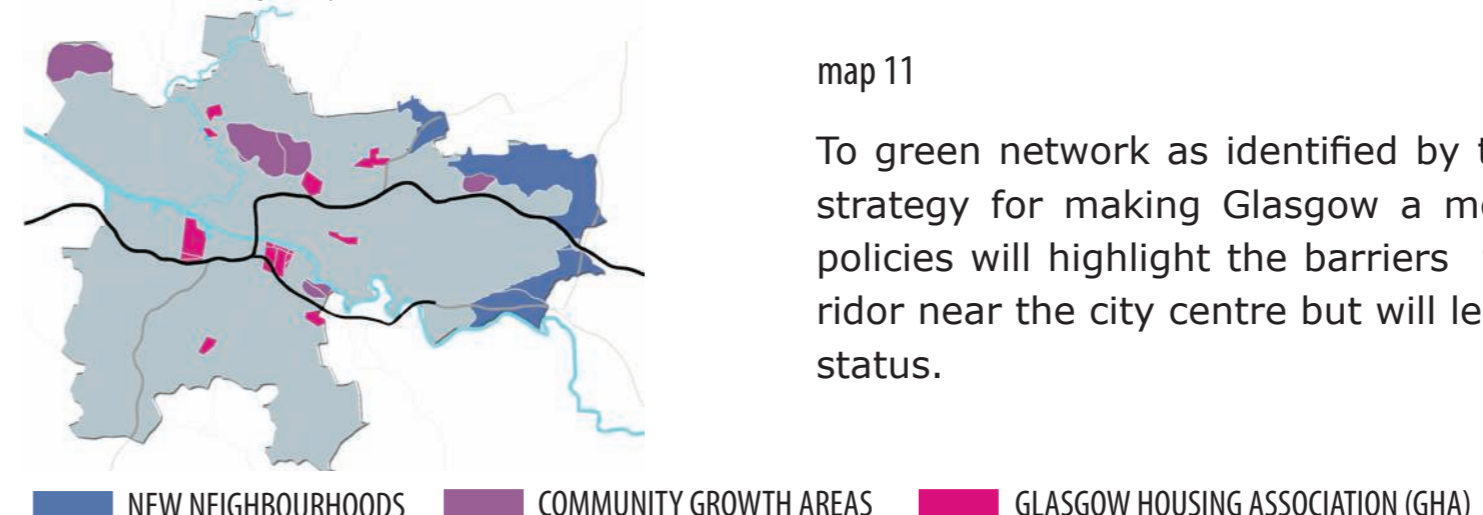 map 11
To green network as identified by
strategy for making Glasgow a
policies will highlight the barriers
ridor near the city centre but will
status.
NEW NEIGHBOURHOODS
COMMUNITY GROWTH AREAS
GLASGOW HOUSING ASSOCIATION (GHA)